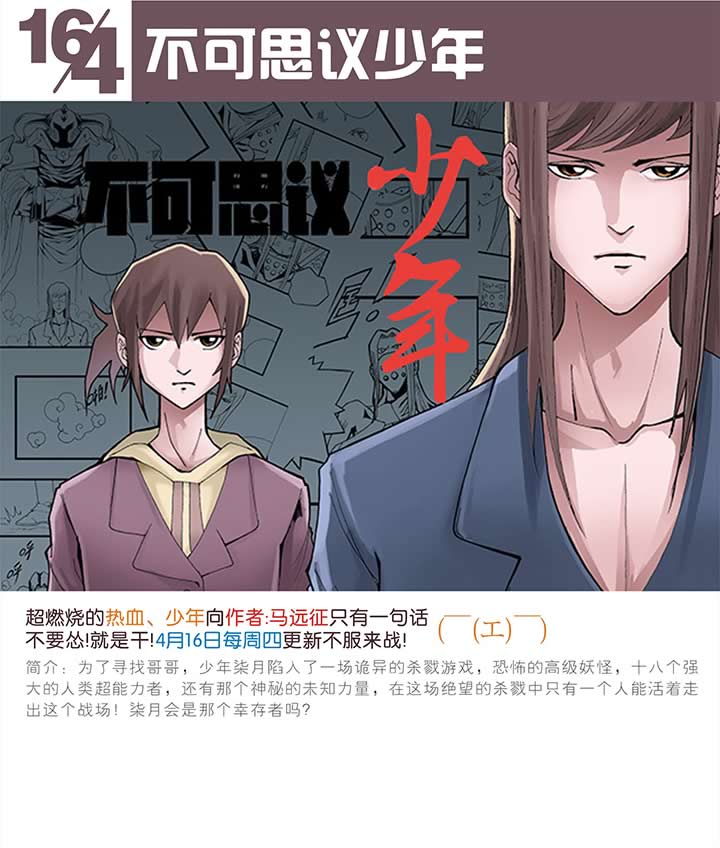 16/4
不可思议少年
不可思议
少年
超燃烧的热血、少年向作者:马远征只有一句话
不要怂!就是干!4月16日每周四更新不服来战!
(￣(工)￣)
简介：为了寻找哥哥，少年柒月陷入了一场诡异的杀戮游戏，恐怖的高级妖怪，十八个强
大的人类超能力者，还有那个神秘的未知力量，在这场绝望的杀戮中只有一个人能活着走
出这个战场！柒月会是那个幸存者吗？